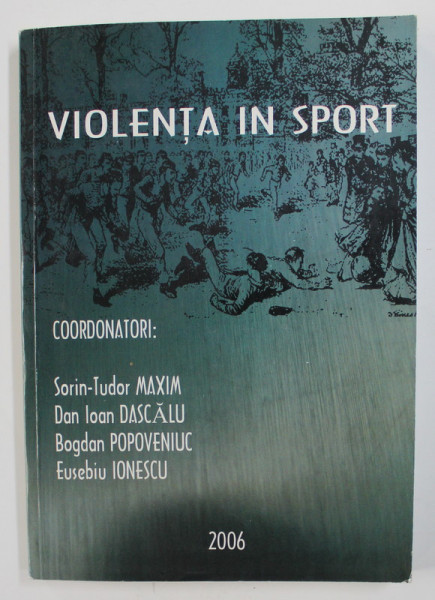 VIOLENȚA IN SPORT
COORDONATORI:
Sorin-Tudor MAXIM
Dan Ioan DASCĂLU
Bogdan POPOVENIUC
Eusebiu IONESCU
2006